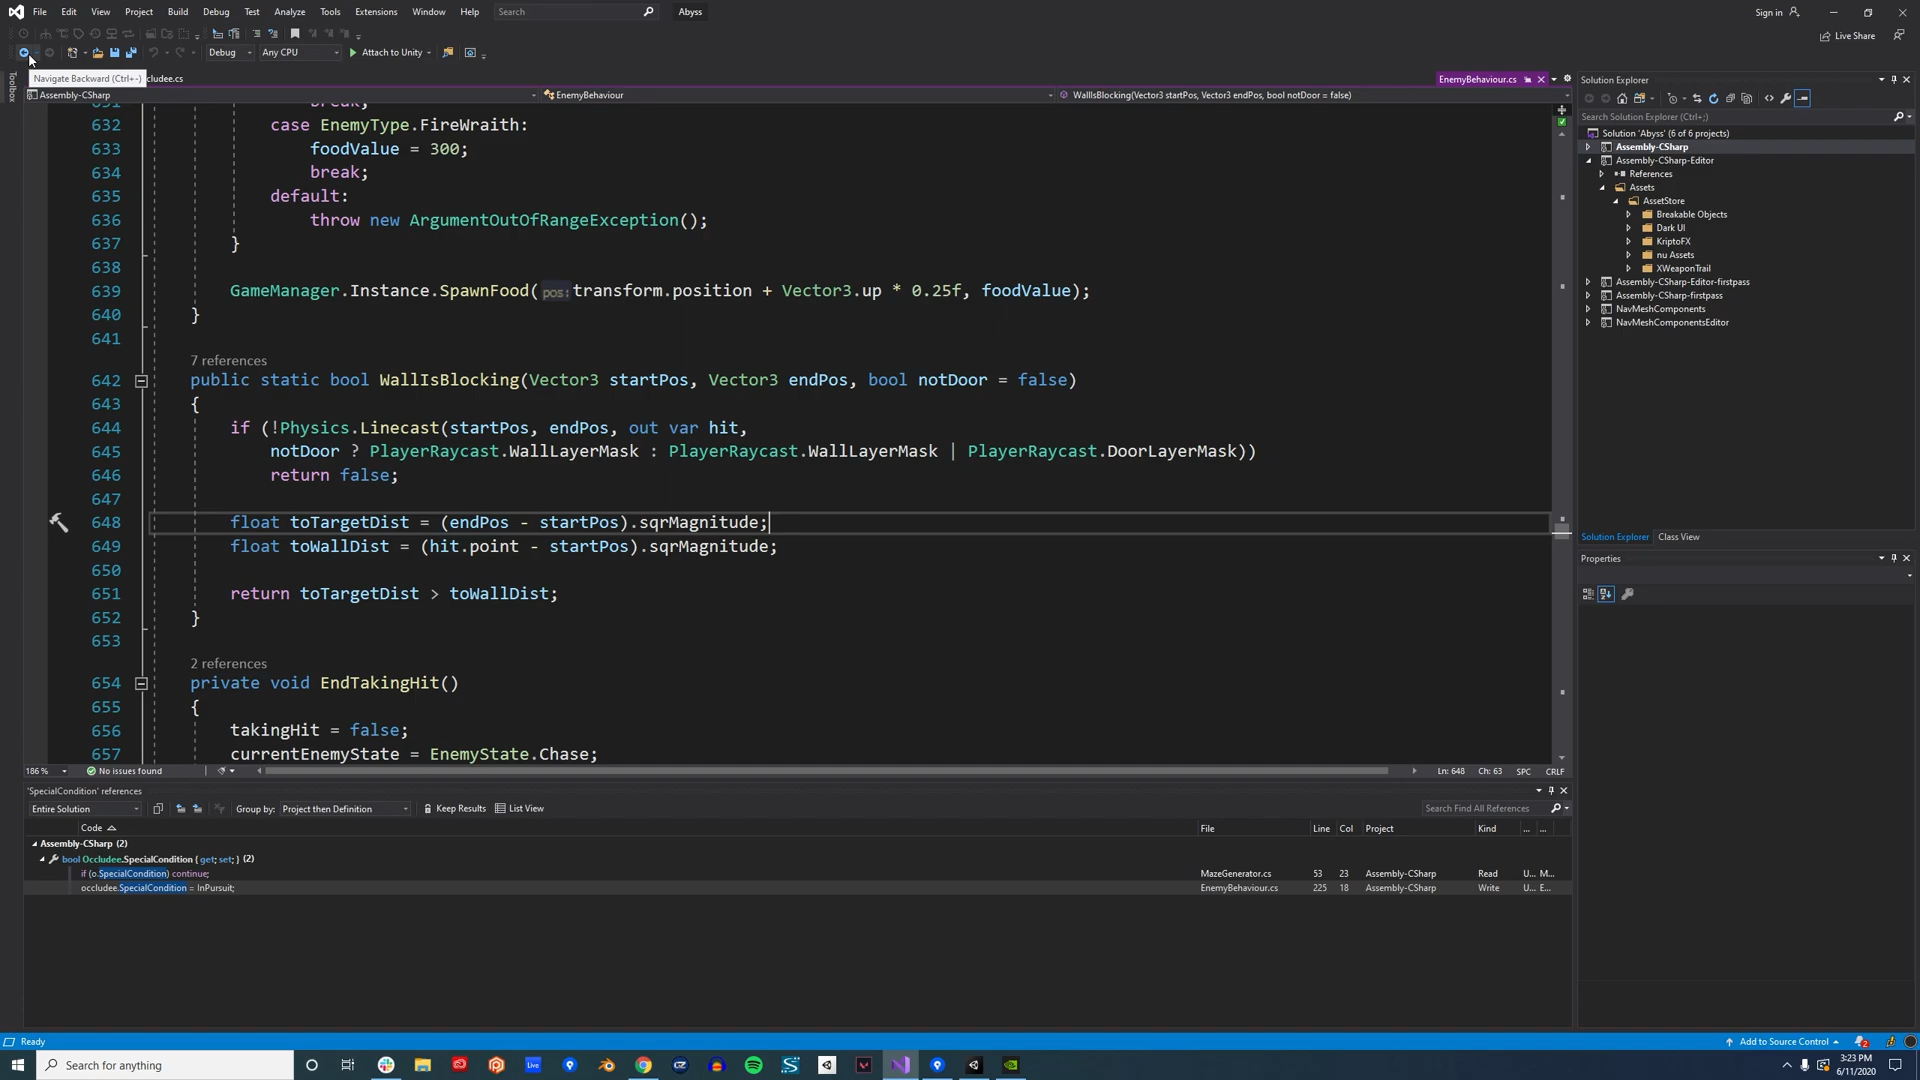 File Edit View Project Build Debug Test Analyze Tools Extensions Window Help Search Abyss Sign in
Live Share
Debug Any CPU Attach to Unity
Navigate Backward (Ctrl+-) cludee.cs EnemyBehaviour.cs
Toolbox
Assembly-CSharp EnemyBehaviour WallIsBlocking(Vector3 startPos, Vector3 endPos, bool notDoor = false)
631 break;
632 case EnemyType.FireWraith:
633 foodValue = 300;
634 break;
635 default:
636 throw new ArgumentOutOfRangeException();
637 }
638
639 GameManager.Instance.SpawnFood(pos: transform.position + Vector3.up * 0.25f, foodValue);
640 }
641
7 references
642 public static bool WallIsBlocking(Vector3 startPos, Vector3 endPos, bool notDoor = false)
643 {
644 if (!Physics.Linecast(startPos, endPos, out var hit,
645 notDoor ? PlayerRaycast.WallLayerMask : PlayerRaycast.WallLayerMask | PlayerRaycast.DoorLayerMask))
646 return false;
647
648 float toTargetDist = (endPos - startPos).sqrMagnitude;
649 float toWallDist = (hit.point - startPos).sqrMagnitude;
650
651 return toTargetDist > toWallDist;
652 }
653
2 references
654 private void EndTakingHit()
655 {
656 takingHit = false;
657 currentEnemyState = EnemyState.Chase;
186 % No issues found Ln: 648 Ch: 63 SPC CRLF
'SpecialCondition' references
Entire Solution Group by: Project then Definition Keep Results List View Search Find All References
Code File Line Col Project Kind ... ...
Assembly-CSharp (2)
bool Occludee.SpecialCondition { get; set; } (2)
if (o.SpecialCondition) continue; MazeGenerator.cs 53 23 Assembly-CSharp Read U... M...
occludee.SpecialCondition = InPursuit; EnemyBehaviour.cs 225 18 Assembly-CSharp Write U... E...
Solution Explorer
Search Solution Explorer (Ctrl+;)
Solution 'Abyss' (6 of 6 projects)
Assembly-CSharp
Assembly-CSharp-Editor
References
Assets
AssetStore
Breakable Objects
Dark UI
KriptoFX
nu Assets
XWeaponTrail
Assembly-CSharp-Editor-firstpass
Assembly-CSharp-firstpass
NavMeshComponents
NavMeshComponentsEditor
Solution Explorer Class View
Properties
Ready Add to Source Control 2
Search for anything Live 3:23 PM
6/11/2020